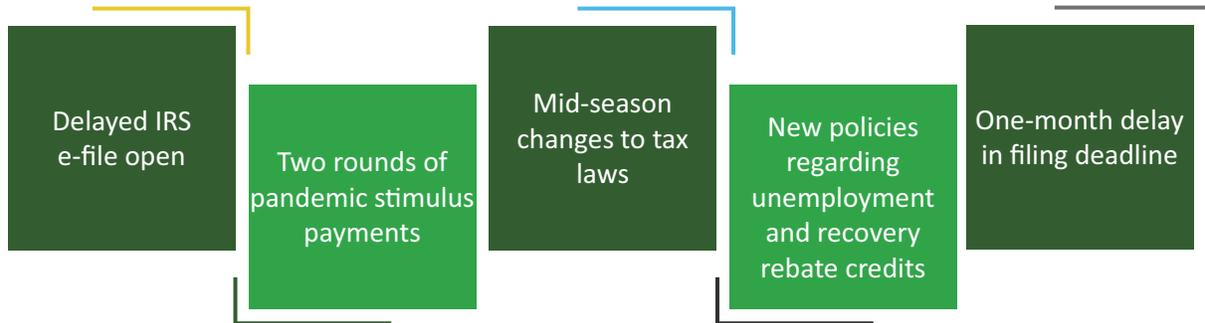 Delayed IRS
e-file open
Two rounds of
pandemic stimulus
payments
Mid-season
changes to tax
laws
New policies
regarding
unemployment
and recovery
rebate credits
One-month delay
in filing deadline